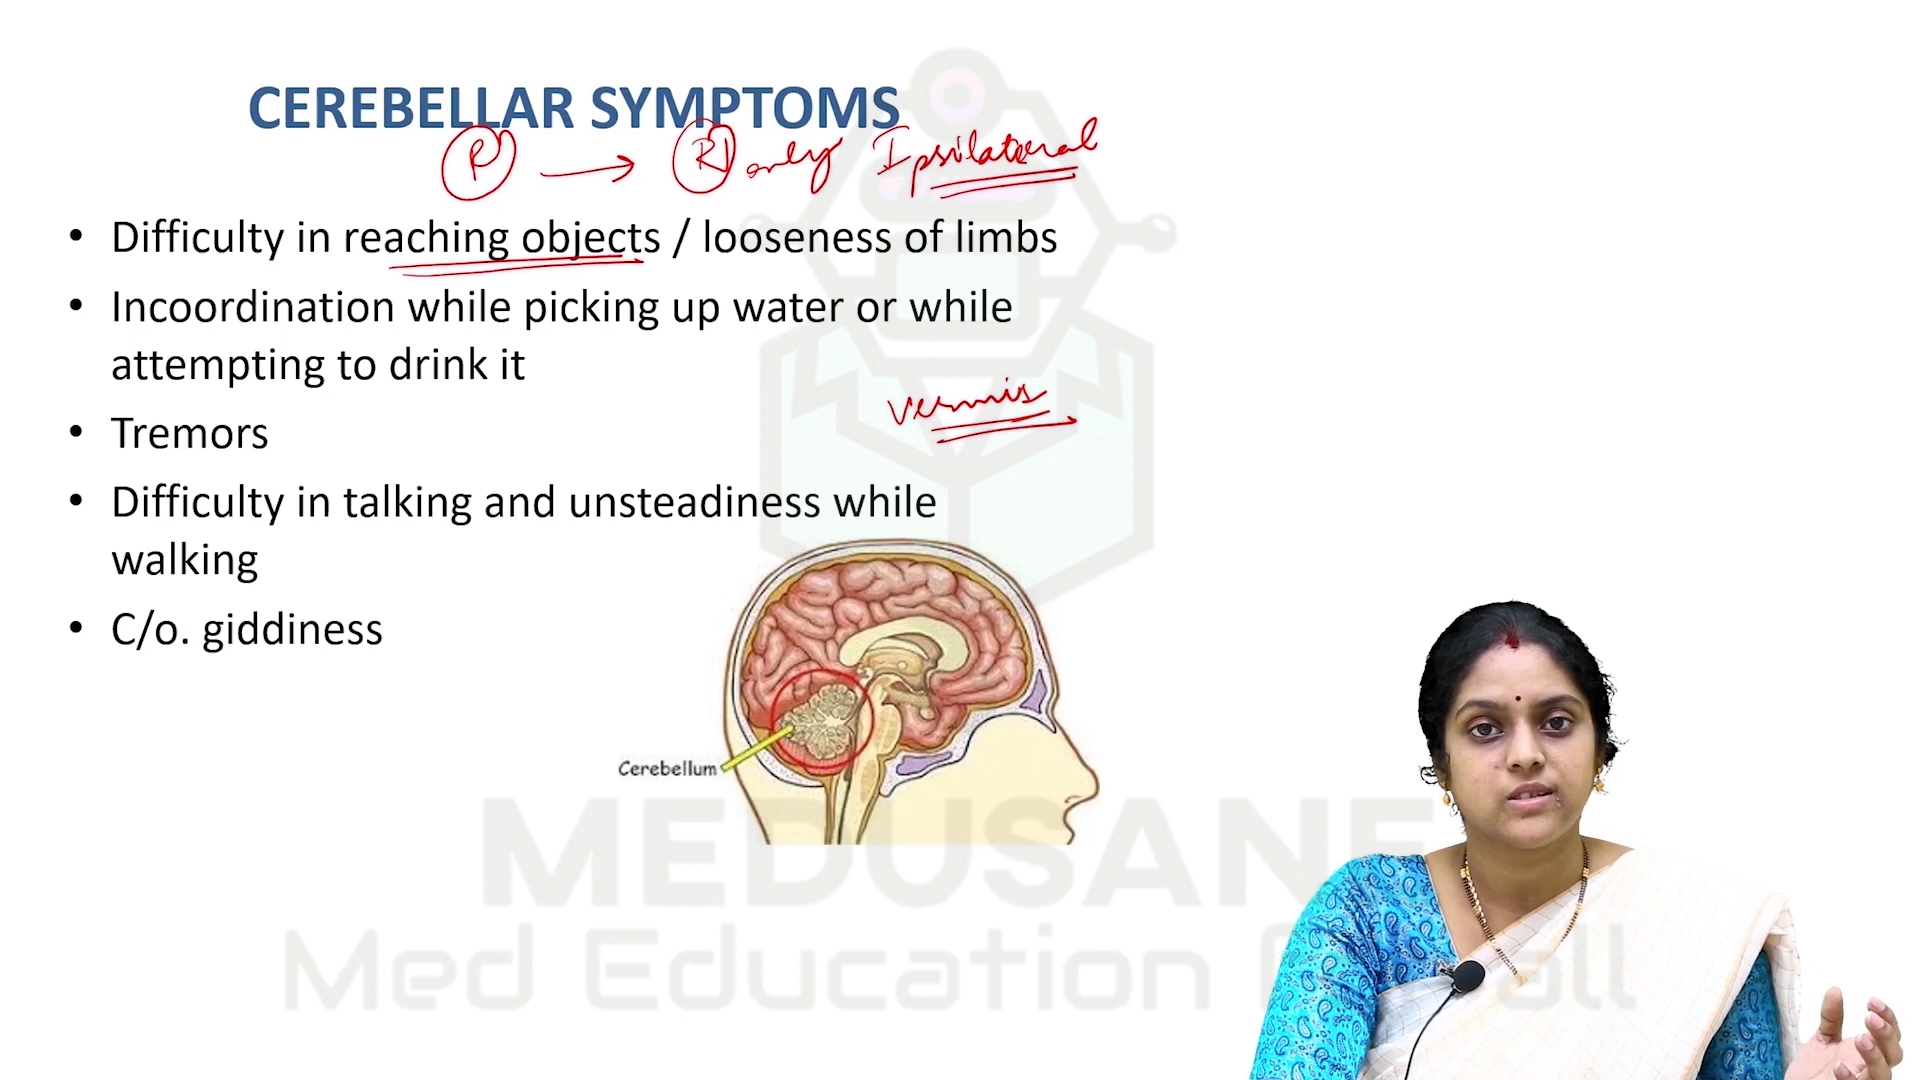 CEREBELLAR SYMPTOMS
R → R only Ipsilateral
• Difficulty in reaching objects / looseness of limbs
• Incoordination while picking up water or while
attempting to drink it
vermis
• Tremors
• Difficulty in talking and unsteadiness while
walking
• C/o. giddiness
Cerebellum
MEDUSANE
Med Education all